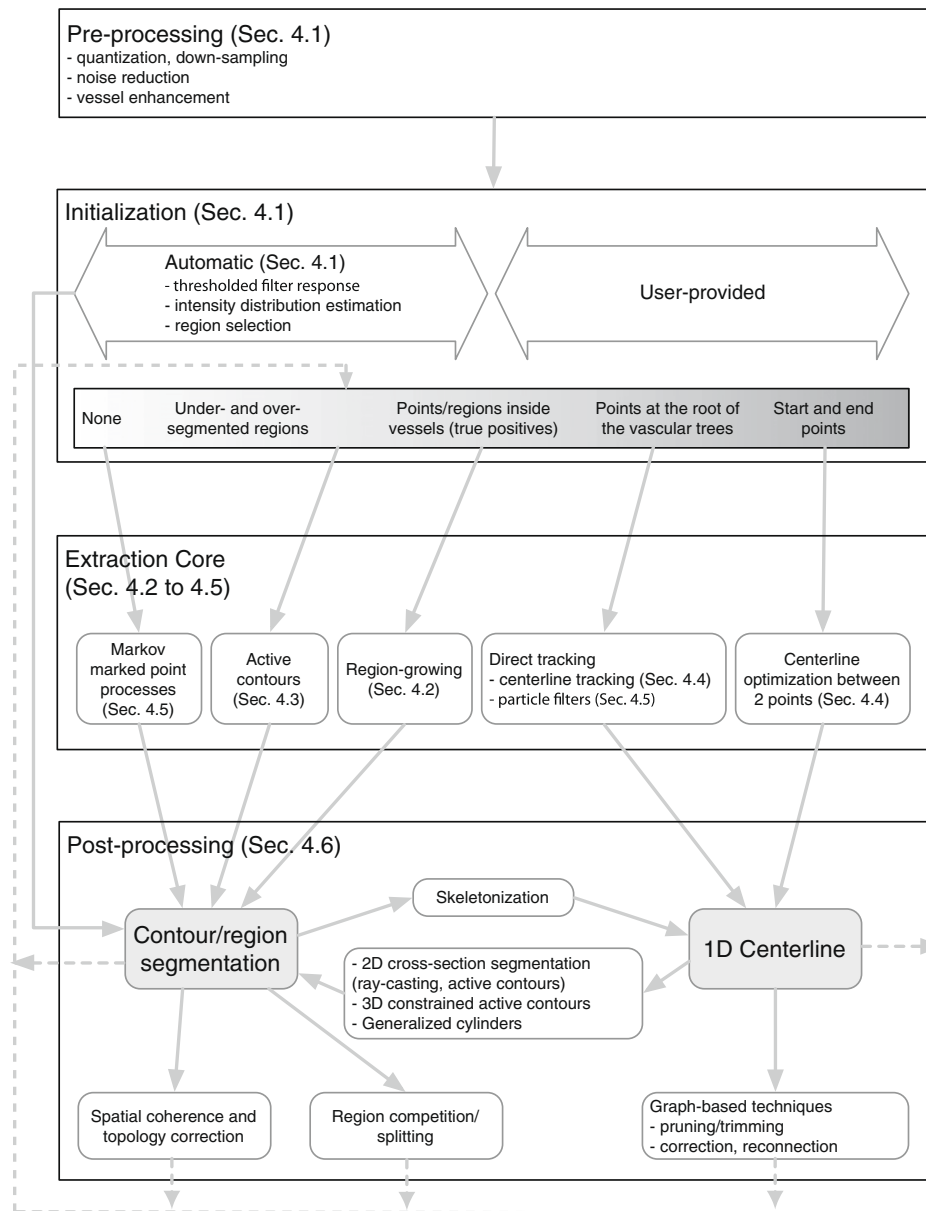 Pre-processing (Sec. 4.1)
- quantization, down-sampling
- noise reduction
- vessel enhancement
Initialization (Sec. 4.1)
Automatic (Sec. 4.1)
- thresholded filter response
- intensity distribution estimation
- region selection
User-provided
None
Under- and over-
segmented regions
Points/regions inside
vessels (true positives)
Points at the root of
the vascular trees
Start and end
points
Extraction Core
(Sec. 4.2 to 4.5)
Markov
marked point
processes
(Sec. 4.5)
Active
contours
(Sec. 4.3)
Region-growing
(Sec. 4.2)
Direct tracking
- centerline tracking (Sec. 4.4)
- particle filters (Sec. 4.5)
Centerline
optimization between
2 points (Sec. 4.4)
Post-processing (Sec. 4.6)
Skeletonization
Contour/region
segmentation
1D Centerline
- 2D cross-section segmentation
(ray-casting, active contours)
- 3D constrained active contours
- Generalized cylinders
Spatial coherence and
topology correction
Region competition/
splitting
Graph-based techniques
- pruning/trimming
- correction, reconnection